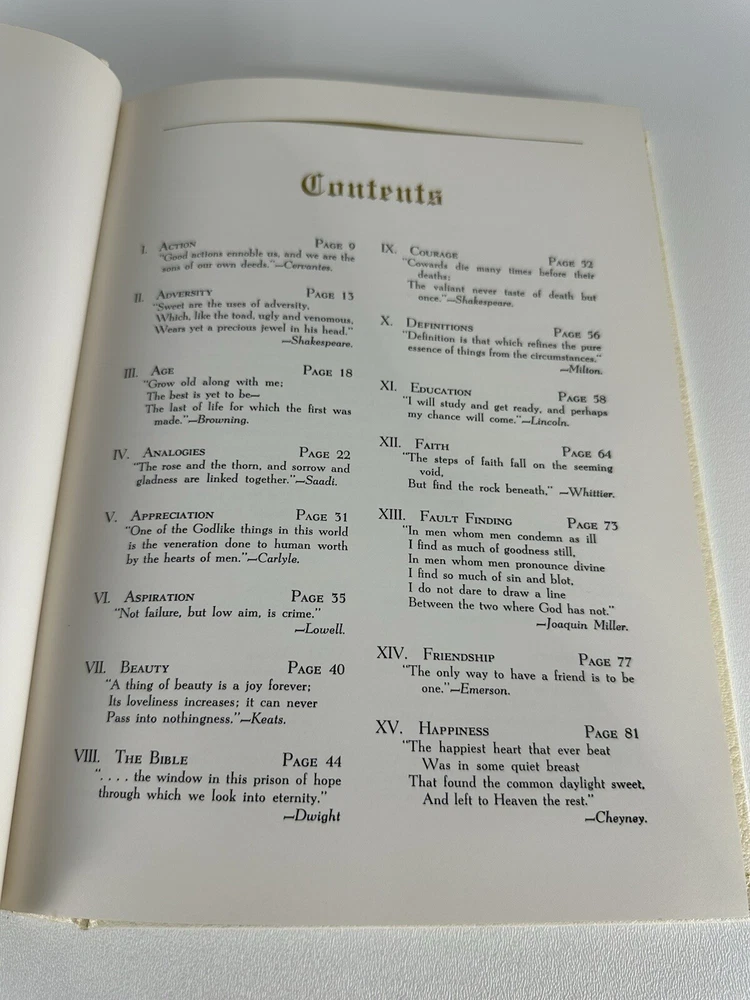 Contents
I. Action Page 9
"Good actions ennoble us, and we are the
sons of our own deeds."—Cervantes.
II. Adversity Page 13
"Sweet are the uses of adversity,
Which, like the toad, ugly and venomous,
Wears yet a precious jewel in his head."
—Shakespeare.
III. Age Page 18
"Grow old along with me;
The best is yet to be—
The last of life for which the first was
made."—Browning.
IV. Analogies Page 22
"The rose and the thorn, and sorrow and
gladness are linked together."—Saadi.
V. Appreciation Page 31
"One of the Godlike things in this world
is the veneration done to human worth
by the hearts of men."—Carlyle.
VI. Aspiration Page 35
"Not failure, but low aim, is crime."
—Lowell.
VII. Beauty Page 40
"A thing of beauty is a joy forever;
Its loveliness increases; it can never
Pass into nothingness."—Keats.
VIII. The Bible Page 44
". . . . the window in this prison of hope
through which we look into eternity."
—Dwight
IX. Courage Page 52
"Cowards die many times before their
deaths;
The valiant never taste of death but
once."—Shakespeare.
X. Definitions Page 56
"Definition is that which refines the pure
essence of things from the circumstances."
—Milton.
XI. Education Page 58
"I will study and get ready, and perhaps
my chance will come."—Lincoln.
XII. Faith Page 64
"The steps of faith fall on the seeming
void,
But find the rock beneath," —Whittier.
XIII. Fault Finding Page 73
"In men whom men condemn as ill
I find as much of goodness still,
In men whom men pronounce divine
I find so much of sin and blot,
I do not dare to draw a line
Between the two where God has not."
—Joaquin Miller.
XIV. Friendship Page 77
"The only way to have a friend is to be
one."—Emerson.
XV. Happiness Page 81
"The happiest heart that ever beat
Was in some quiet breast
That found the common daylight sweet,
And left to Heaven the rest."
—Cheyney.